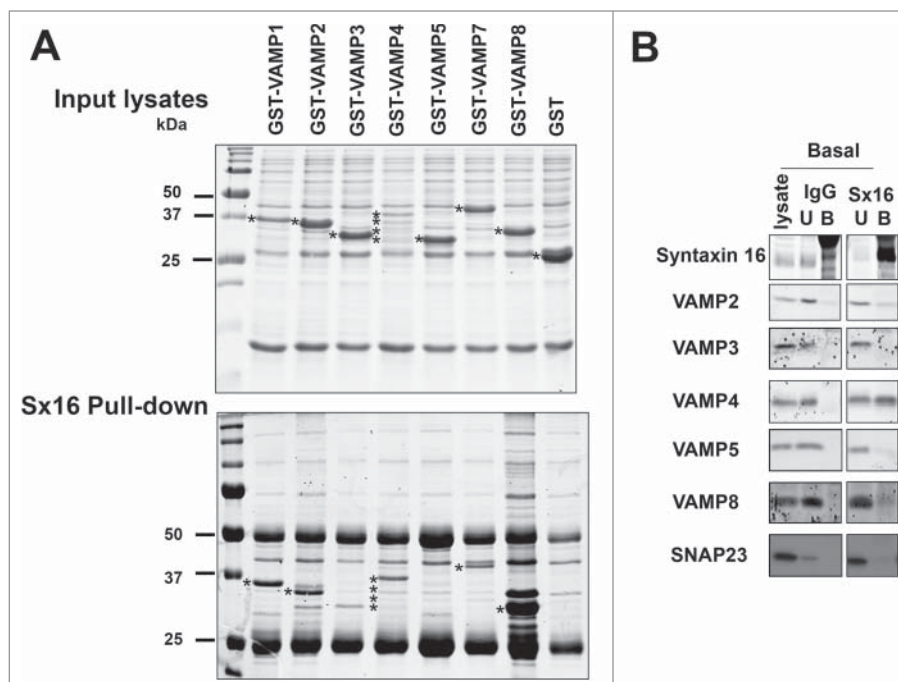 A
Input lysates
kDa
GST-VAMP1
GST-VAMP2
GST-VAMP3
GST-VAMP4
GST-VAMP5
GST-VAMP7
GST-VAMP8
GST
50
37
25
* * * * * * * * * * *
Sx16 Pull-down
50
37
25
* * * * * * * *
B
Basal
lysate IgG Sx16
U B U B
Syntaxin 16
VAMP2
VAMP3
VAMP4
VAMP5
VAMP8
SNAP23